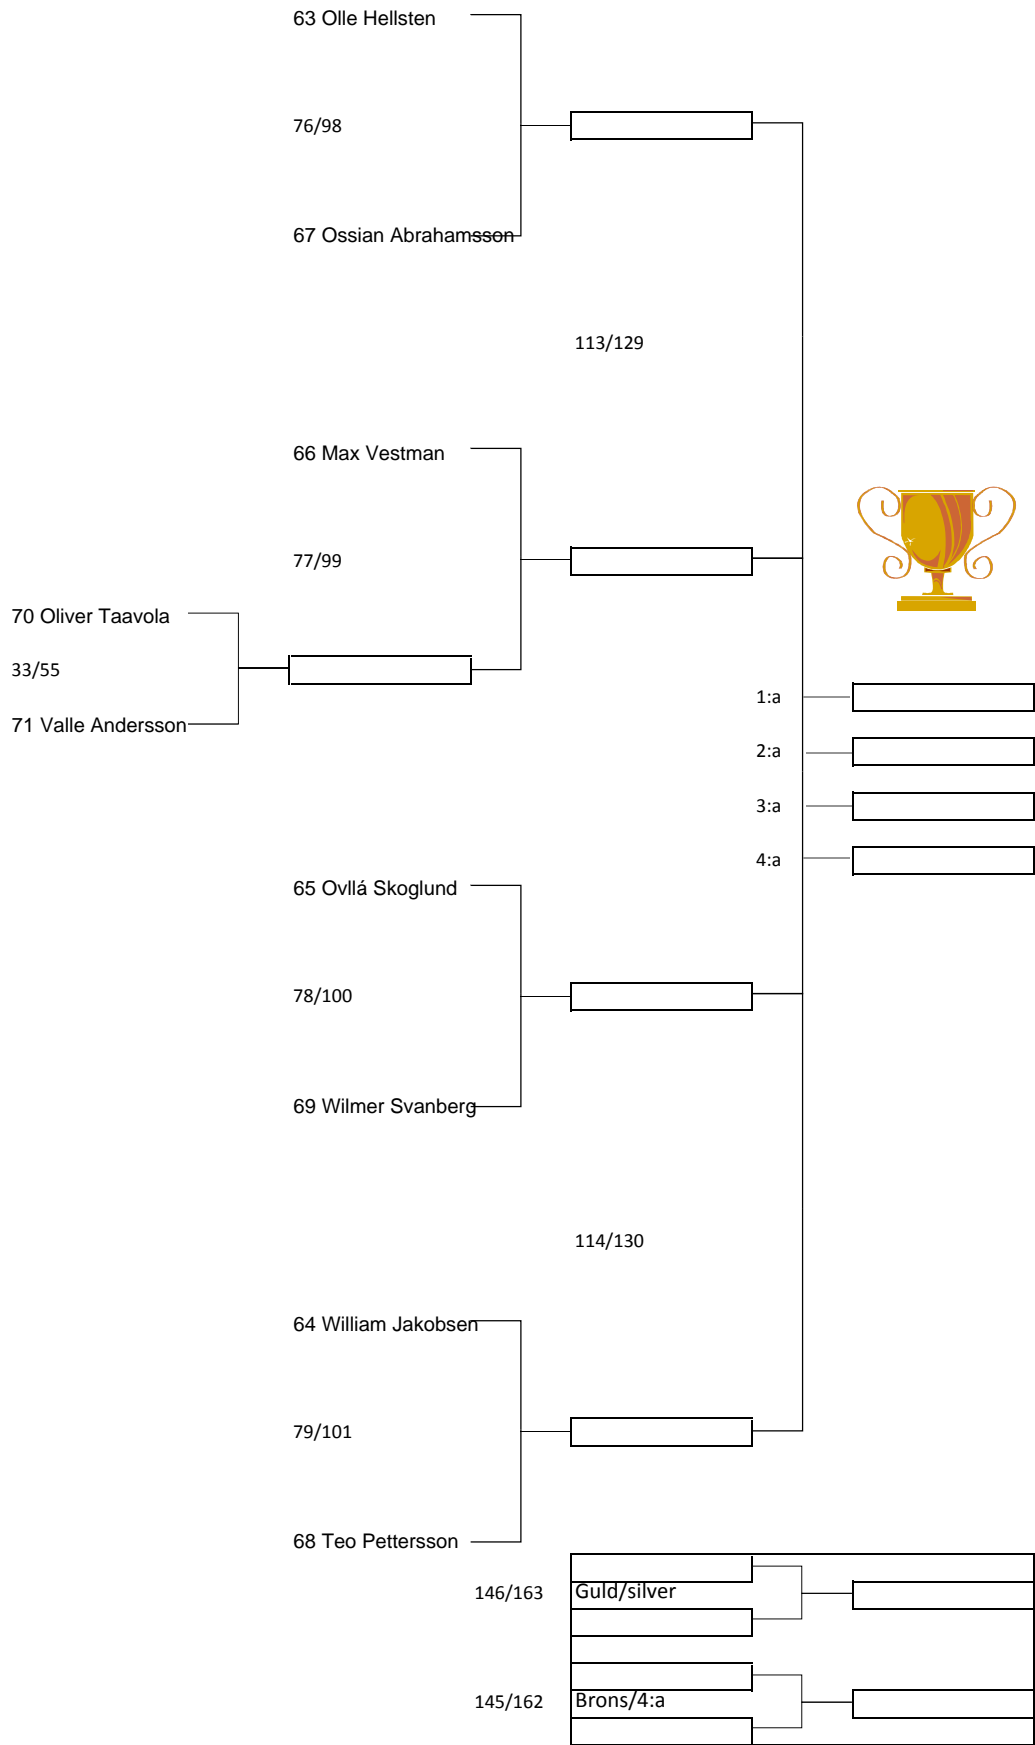 63 Olle Hellsten
76/98
67 Ossian Abrahamsson
113/129
66 Max Vestman
77/99
70 Oliver Taavola
33/55
71 Valle Andersson
1:a
2:a
3:a
4:a
65 Ovllá Skoglund
78/100
69 Wilmer Svanberg
114/130
64 William Jakobsen
79/101
68 Teo Pettersson
146/163 Guld/silver
145/162 Brons/4:a